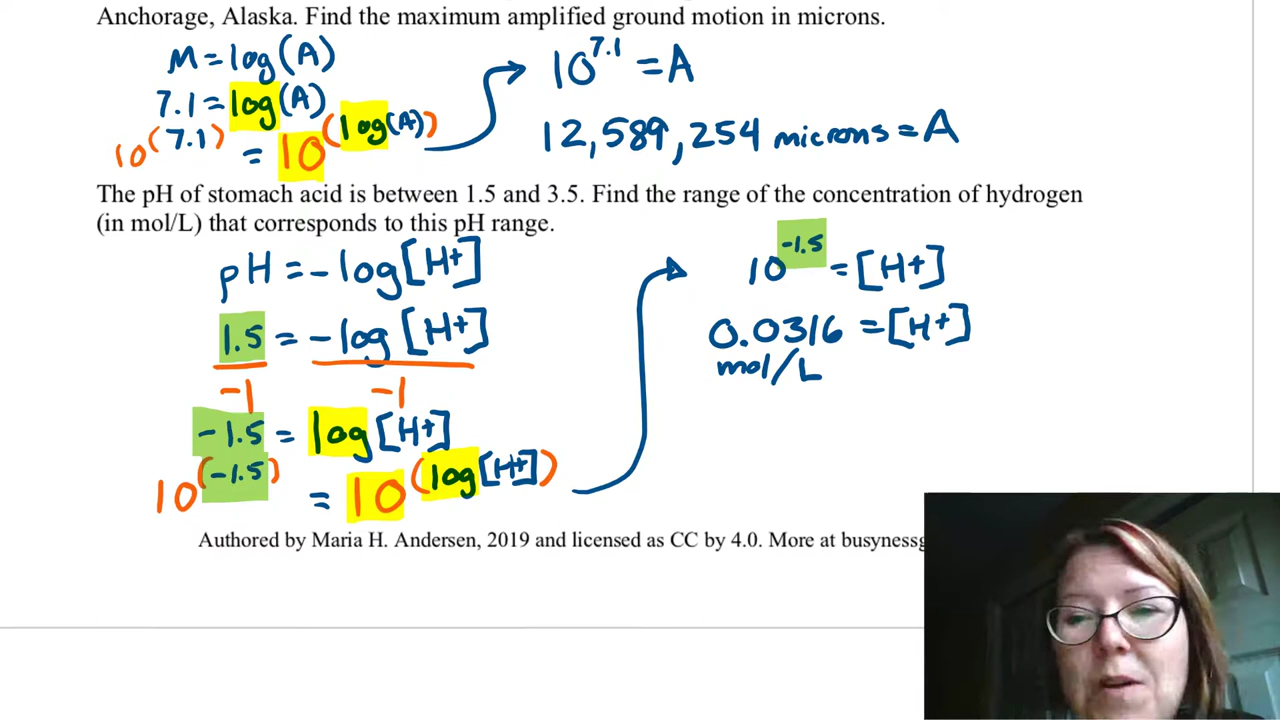 Anchorage, Alaska. Find the maximum amplified ground motion in microns.
M = log(A)
7.1 = log(A)
10^(7.1) = 10^(log(A))
10^7.1 = A
12,589,254 microns = A
The pH of stomach acid is between 1.5 and 3.5. Find the range of the concentration of hydrogen
(in mol/L) that corresponds to this pH range.
pH = -log[H+]
1.5 = -log[H+]
-1 -1
-1.5 = log[H+]
10^(-1.5) = 10^(log[H+])
10^-1.5 = [H+]
0.0316 = [H+]
mol/L
Authored by Maria H. Andersen, 2019 and licensed as CC by 4.0. More at